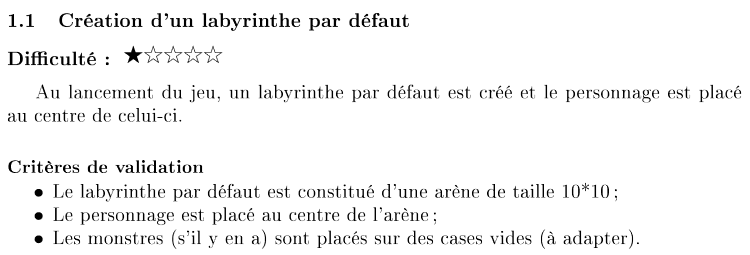 1.1 Création d'un labyrinthe par défaut
Difficulté : ★☆☆☆☆
Au lancement du jeu, un labyrinthe par défaut est créé et le personnage est placé
au centre de celui-ci.
Critères de validation
• Le labyrinthe par défaut est constitué d'une arène de taille 10*10 ;
• Le personnage est placé au centre de l'arène ;
• Les monstres (s'il y en a) sont placés sur des cases vides (à adapter).